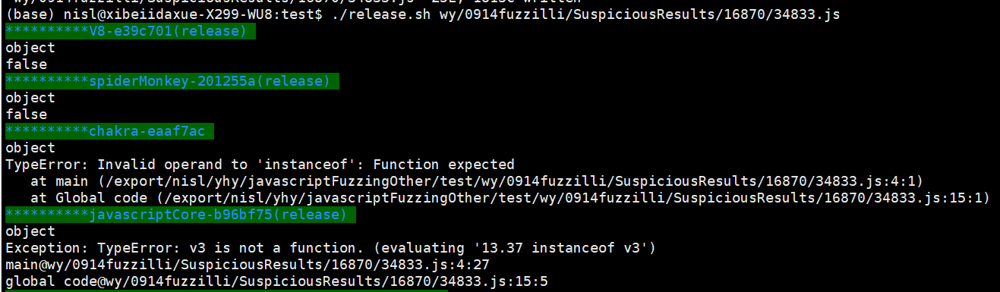 (base) nisl@xibeiidaxue-X299-WU8:test$ ./release.sh wy/0914fuzzilli/SuspiciousResults/16870/34833.js
**********V8-e39c701(release)
object
false
**********spiderMonkey-201255a(release)
object
false
**********chakra-eaaf7ac
object
TypeError: Invalid operand to 'instanceof': Function expected
   at main (/export/nisl/yhy/javascriptFuzzingOther/test/wy/0914fuzzilli/SuspiciousResults/16870/34833.js:4:1)
   at Global code (/export/nisl/yhy/javascriptFuzzingOther/test/wy/0914fuzzilli/SuspiciousResults/16870/34833.js:15:1)
**********javascriptCore-b96bf75(release)
object
Exception: TypeError: v3 is not a function. (evaluating '13.37 instanceof v3')
main@wy/0914fuzzilli/SuspiciousResults/16870/34833.js:4:27
global code@wy/0914fuzzilli/SuspiciousResults/16870/34833.js:15:5